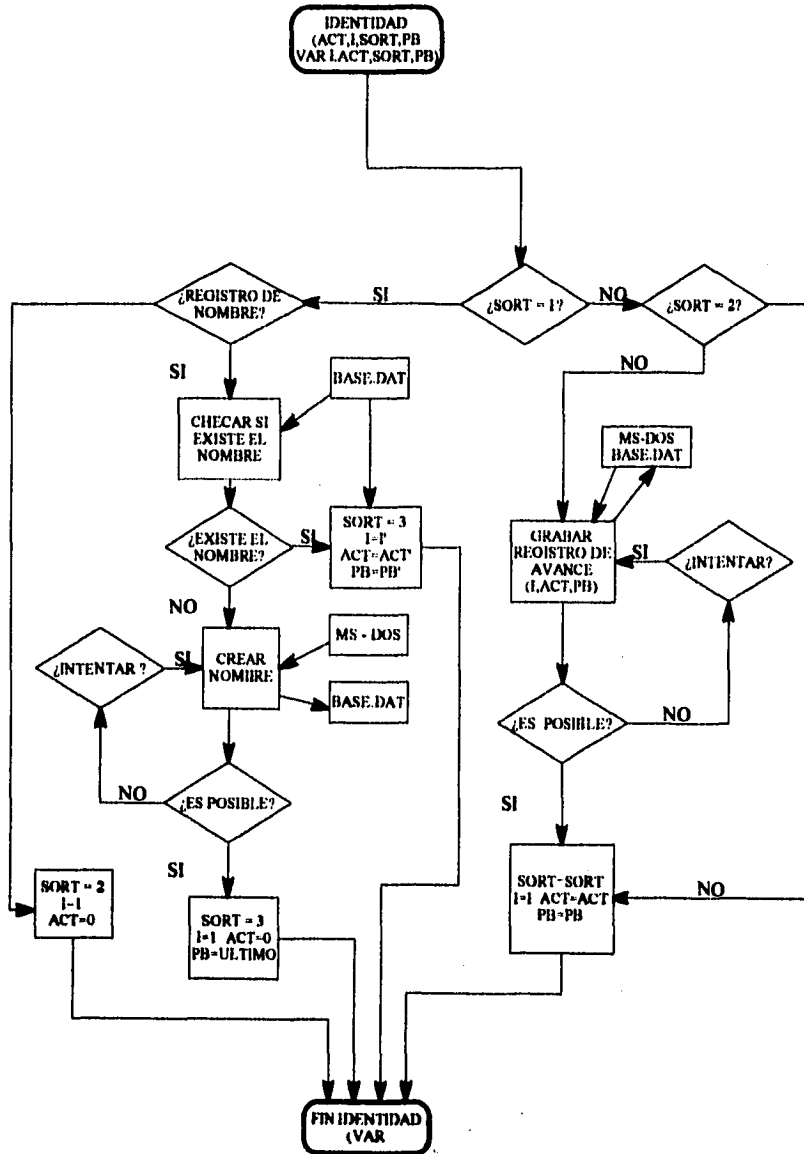 IDENTIDAD
(ACT,I,SORT,PB
VAR I,ACT,SORT,PB)
¿REGISTRO DE
NOMBRE?
SI
¿SORT = 1?
NO
¿SORT = 2?
SI
NO
BASE.DAT
CHECAR SI
EXISTE EL
NOMBRE
MS-DOS
BASE.DAT
¿EXISTE EL
NOMBRE?
SI
SORT = 3
I=I'
ACT=ACT'
PB=PB'
GRABAR
REGISTRO DE
AVANCE
(I,ACT,PB)
SI
¿INTENTAR?
NO
MS - DOS
¿INTENTAR ?
SI
CREAR
NOMBRE
BASE.DAT
¿ES POSIBLE?
NO
NO
¿ES POSIBLE?
SI
SI
SORT = 2
I=1
ACT=0
SORT = 3
I=1 ACT=0
PB=ULTIMO
SORT=SORT
I=I ACT=ACT
PB=PB
NO
FIN IDENTIDAD
(VAR